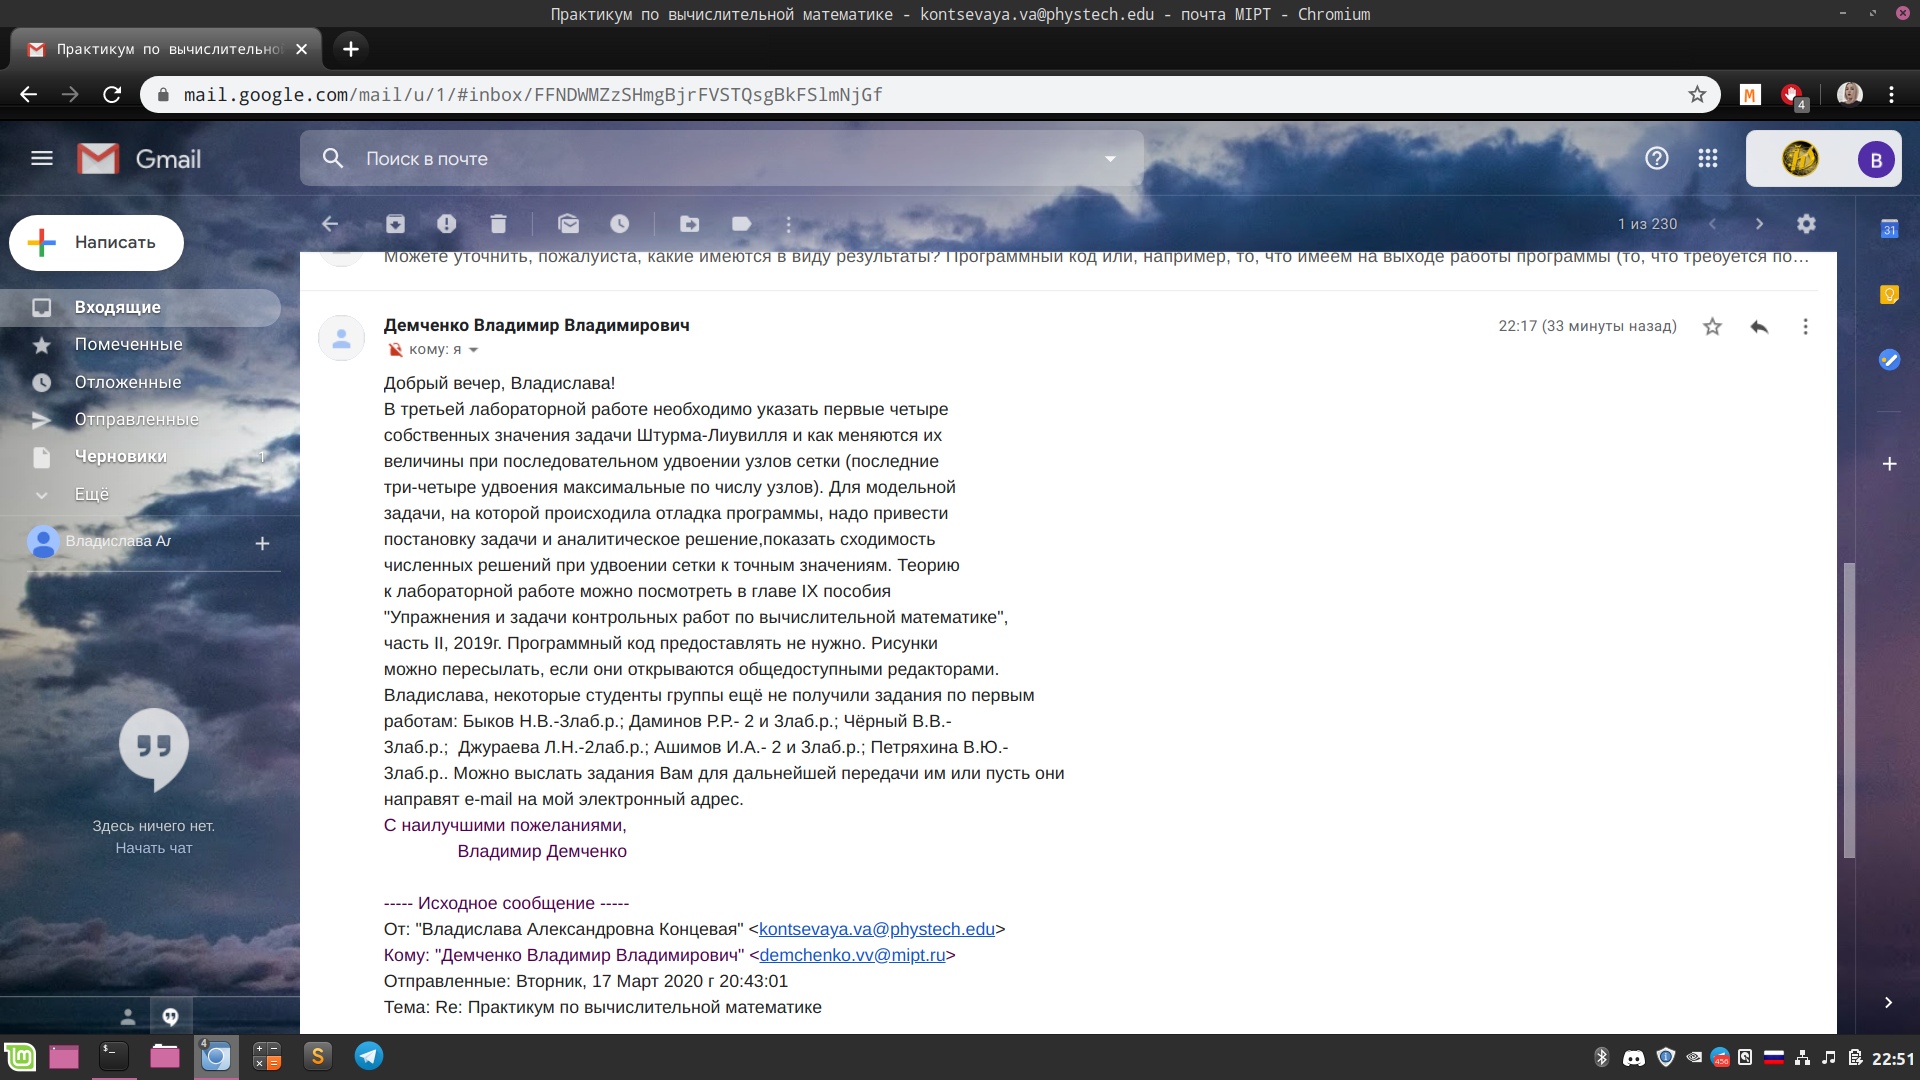 Практикум по вычислительной математике - kontsevaya.va@phystech.edu - почта MIPT - Chromium
Практикум по вычислительно
mail.google.com/mail/u/1/#inbox/FFNDWMZzSHmgBjrFVSTQsgBkFSlmNjGf
4
Gmail
Поиск в почте
B
Написать
1 из 230
31
Можете уточнить, пожалуйста, какие имеются в виду результаты? Программный код или, например, то, что имеем на выходе работы программы (то, что требуется по…
Входящие
Помеченные
Отложенные
Отправленные
Черновики 1
Ещё
Владислава Ал
Здесь ничего нет.
Начать чат
Демченко Владимир Владимирович
22:17 (33 минуты назад)
кому: я
Добрый вечер, Владислава!
В третьей лабораторной работе необходимо указать первые четыре
собственных значения задачи Штурма-Лиувилля и как меняются их
величины при последовательном удвоении узлов сетки (последние
три-четыре удвоения максимальные по числу узлов). Для модельной
задачи, на которой происходила отладка программы, надо привести
постановку задачи и аналитическое решение,показать сходимость
численных решений при удвоении сетки к точным значениям. Теорию
к лабораторной работе можно посмотреть в главе IX пособия
"Упражнения и задачи контрольных работ по вычислительной математике",
часть II, 2019г. Программный код предоставлять не нужно. Рисунки
можно пересылать, если они открываются общедоступными редакторами.
Владислава, некоторые студенты группы ещё не получили задания по первым
работам: Быков Н.В.-3лаб.р.; Даминов Р.Р.- 2 и 3лаб.р.; Чёрный В.В.-
3лаб.р.;  Джураева Л.Н.-2лаб.р.; Ашимов И.А.- 2 и 3лаб.р.; Петряхина В.Ю.-
3лаб.р.. Можно выслать задания Вам для дальнейшей передачи им или пусть они
направят e-mail на мой электронный адрес.
С наилучшими пожеланиями,
Владимир Демченко
----- Исходное сообщение -----
От: "Владислава Александровна Концевая" <kontsevaya.va@phystech.edu>
Кому: "Демченко Владимир Владимирович" <demchenko.vv@mipt.ru>
Отправленные: Вторник, 17 Март 2020 г 20:43:01
Тема: Re: Практикум по вычислительной математике
4
S
456
22:51